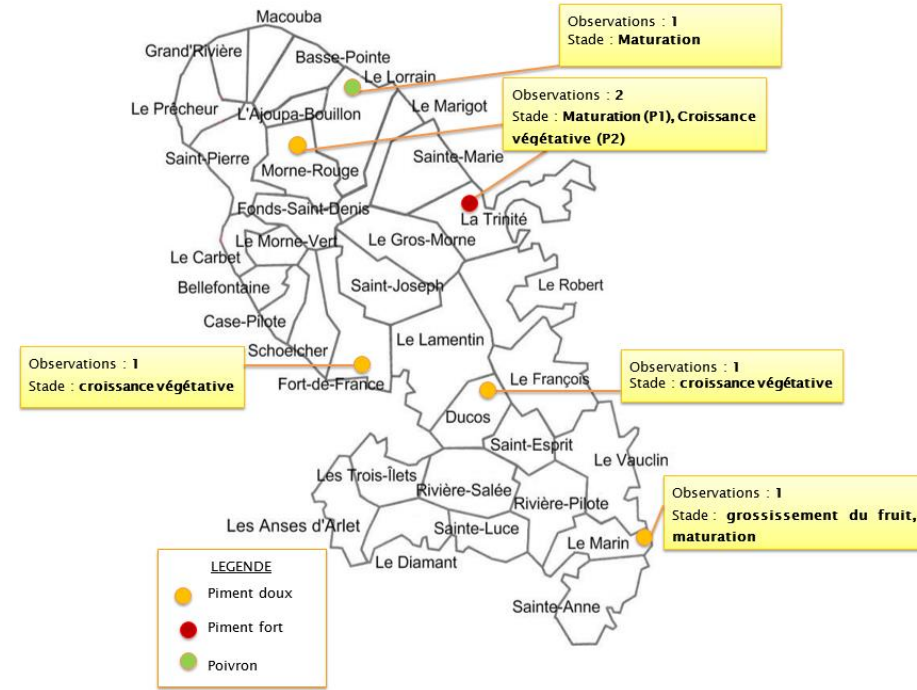 Macouba
Grand'Rivière
Basse-Pointe
Le Lorrain
Le Prêcheur
L'Ajoupa-Bouillon
Le Marigot
Saint-Pierre
Morne-Rouge
Sainte-Marie
Fonds-Saint-Denis
La Trinité
Le Morne-Vert
Le Gros-Morne
Le Carbet
Bellefontaine
Saint-Joseph
Le Robert
Case-Pilote
Le Lamentin
Schoelcher
Fort-de-France
Le François
Ducos
Saint-Esprit
Le Vauclin
Les Trois-Îlets
Rivière-Salée
Rivière-Pilote
Les Anses d'Arlet
Sainte-Luce
Le Marin
Le Diamant
Sainte-Anne
Observations : 1
Stade : Maturation
Observations : 2
Stade : Maturation (P1), Croissance
végétative (P2)
Observations : 1
Stade : croissance végétative
Observations : 1
Stade : croissance végétative
Observations : 1
Stade : grossissement du fruit,
maturation
LEGENDE
Piment doux
Piment fort
Poivron